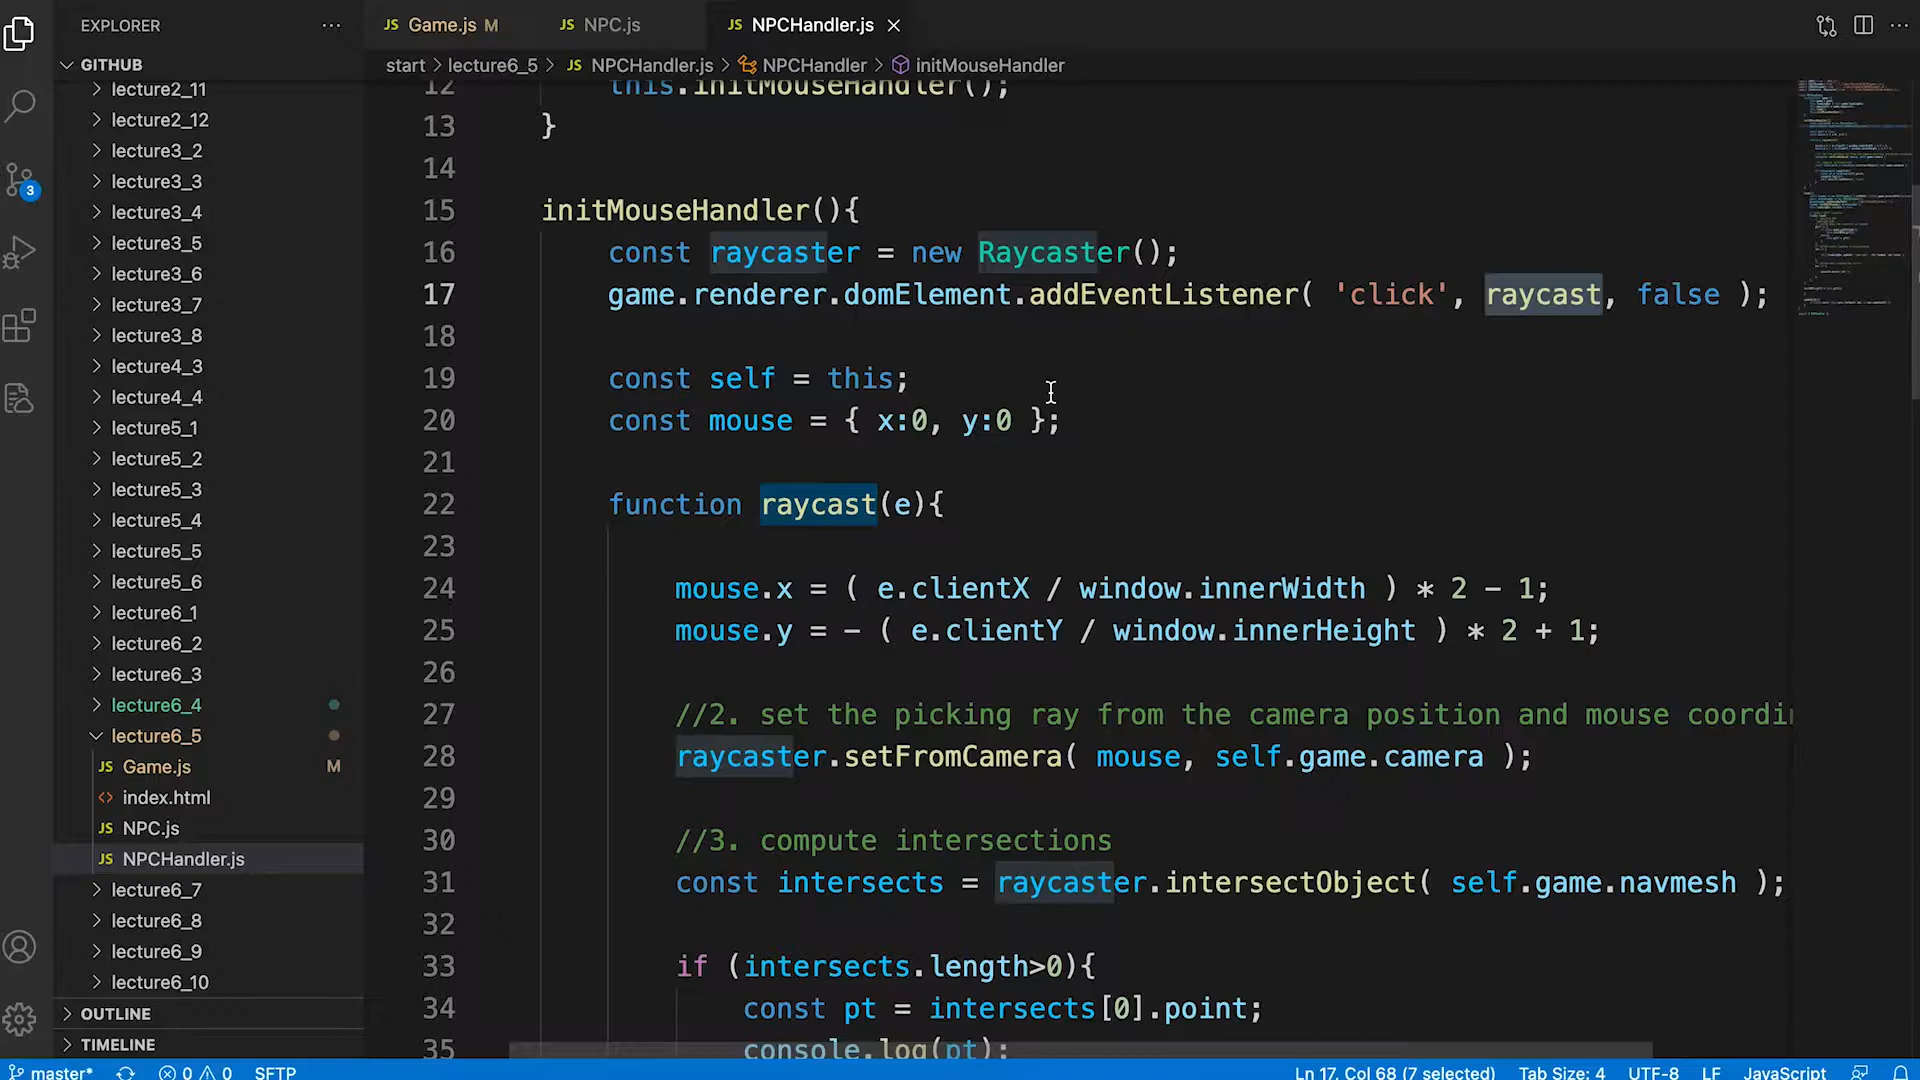 EXPLORER
GITHUB
lecture2_11
lecture2_12
lecture3_2
lecture3_3
lecture3_4
lecture3_5
lecture3_6
lecture3_7
lecture3_8
lecture4_3
lecture4_4
lecture5_1
lecture5_2
lecture5_3
lecture5_4
lecture5_5
lecture5_6
lecture6_1
lecture6_2
lecture6_3
lecture6_4
lecture6_5
JS Game.js M
<> index.html
JS NPC.js
JS NPCHandler.js
lecture6_7
lecture6_8
lecture6_9
lecture6_10
OUTLINE
TIMELINE
3
JS Game.js M JS NPC.js JS NPCHandler.js
start > lecture6_5 > JS NPCHandler.js > NPCHandler > initMouseHandler
12 this.initMouseHandler();
13 }
14
15 initMouseHandler(){
16 const raycaster = new Raycaster();
17 game.renderer.domElement.addEventListener( 'click', raycast, false );
18
19 const self = this;
20 const mouse = { x:0, y:0 };
21
22 function raycast(e){
23
24 mouse.x = ( e.clientX / window.innerWidth ) * 2 - 1;
25 mouse.y = - ( e.clientY / window.innerHeight ) * 2 + 1;
26
27 //2. set the picking ray from the camera position and mouse coordi
28 raycaster.setFromCamera( mouse, self.game.camera );
29
30 //3. compute intersections
31 const intersects = raycaster.intersectObject( self.game.navmesh );
32
33 if (intersects.length>0){
34 const pt = intersects[0].point;
35 console.log(pt);
master* 0 0 SFTP Ln 17, Col 68 (7 selected) Tab Size: 4 UTF-8 LF JavaScript